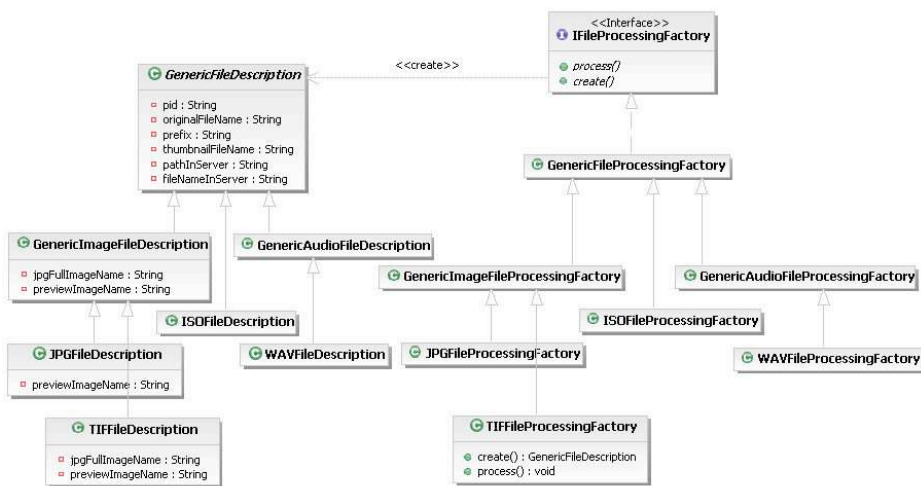 <<Interface>>
IFileProcessingFactory
process()
create()
<<create>>
GenericFileDescription
pid : String
originalFileName : String
prefix : String
thumbnailFileName : String
pathInServer : String
fileNameInServer : String
GenericFileProcessingFactory
GenericImageFileDescription
jpgFullImageName : String
previewImageName : String
GenericAudioFileDescription
GenericImageFileProcessingFactory
GenericAudioFileProcessingFactory
ISOFileDescription
ISOFileProcessingFactory
JPGFileDescription
previewImageName : String
WAVFileDescription
JPGFileProcessingFactory
WAVFileProcessingFactory
TIFFileDescription
jpgFullImageName : String
previewImageName : String
TIFFileProcessingFactory
create() : GenericFileDescription
process() : void